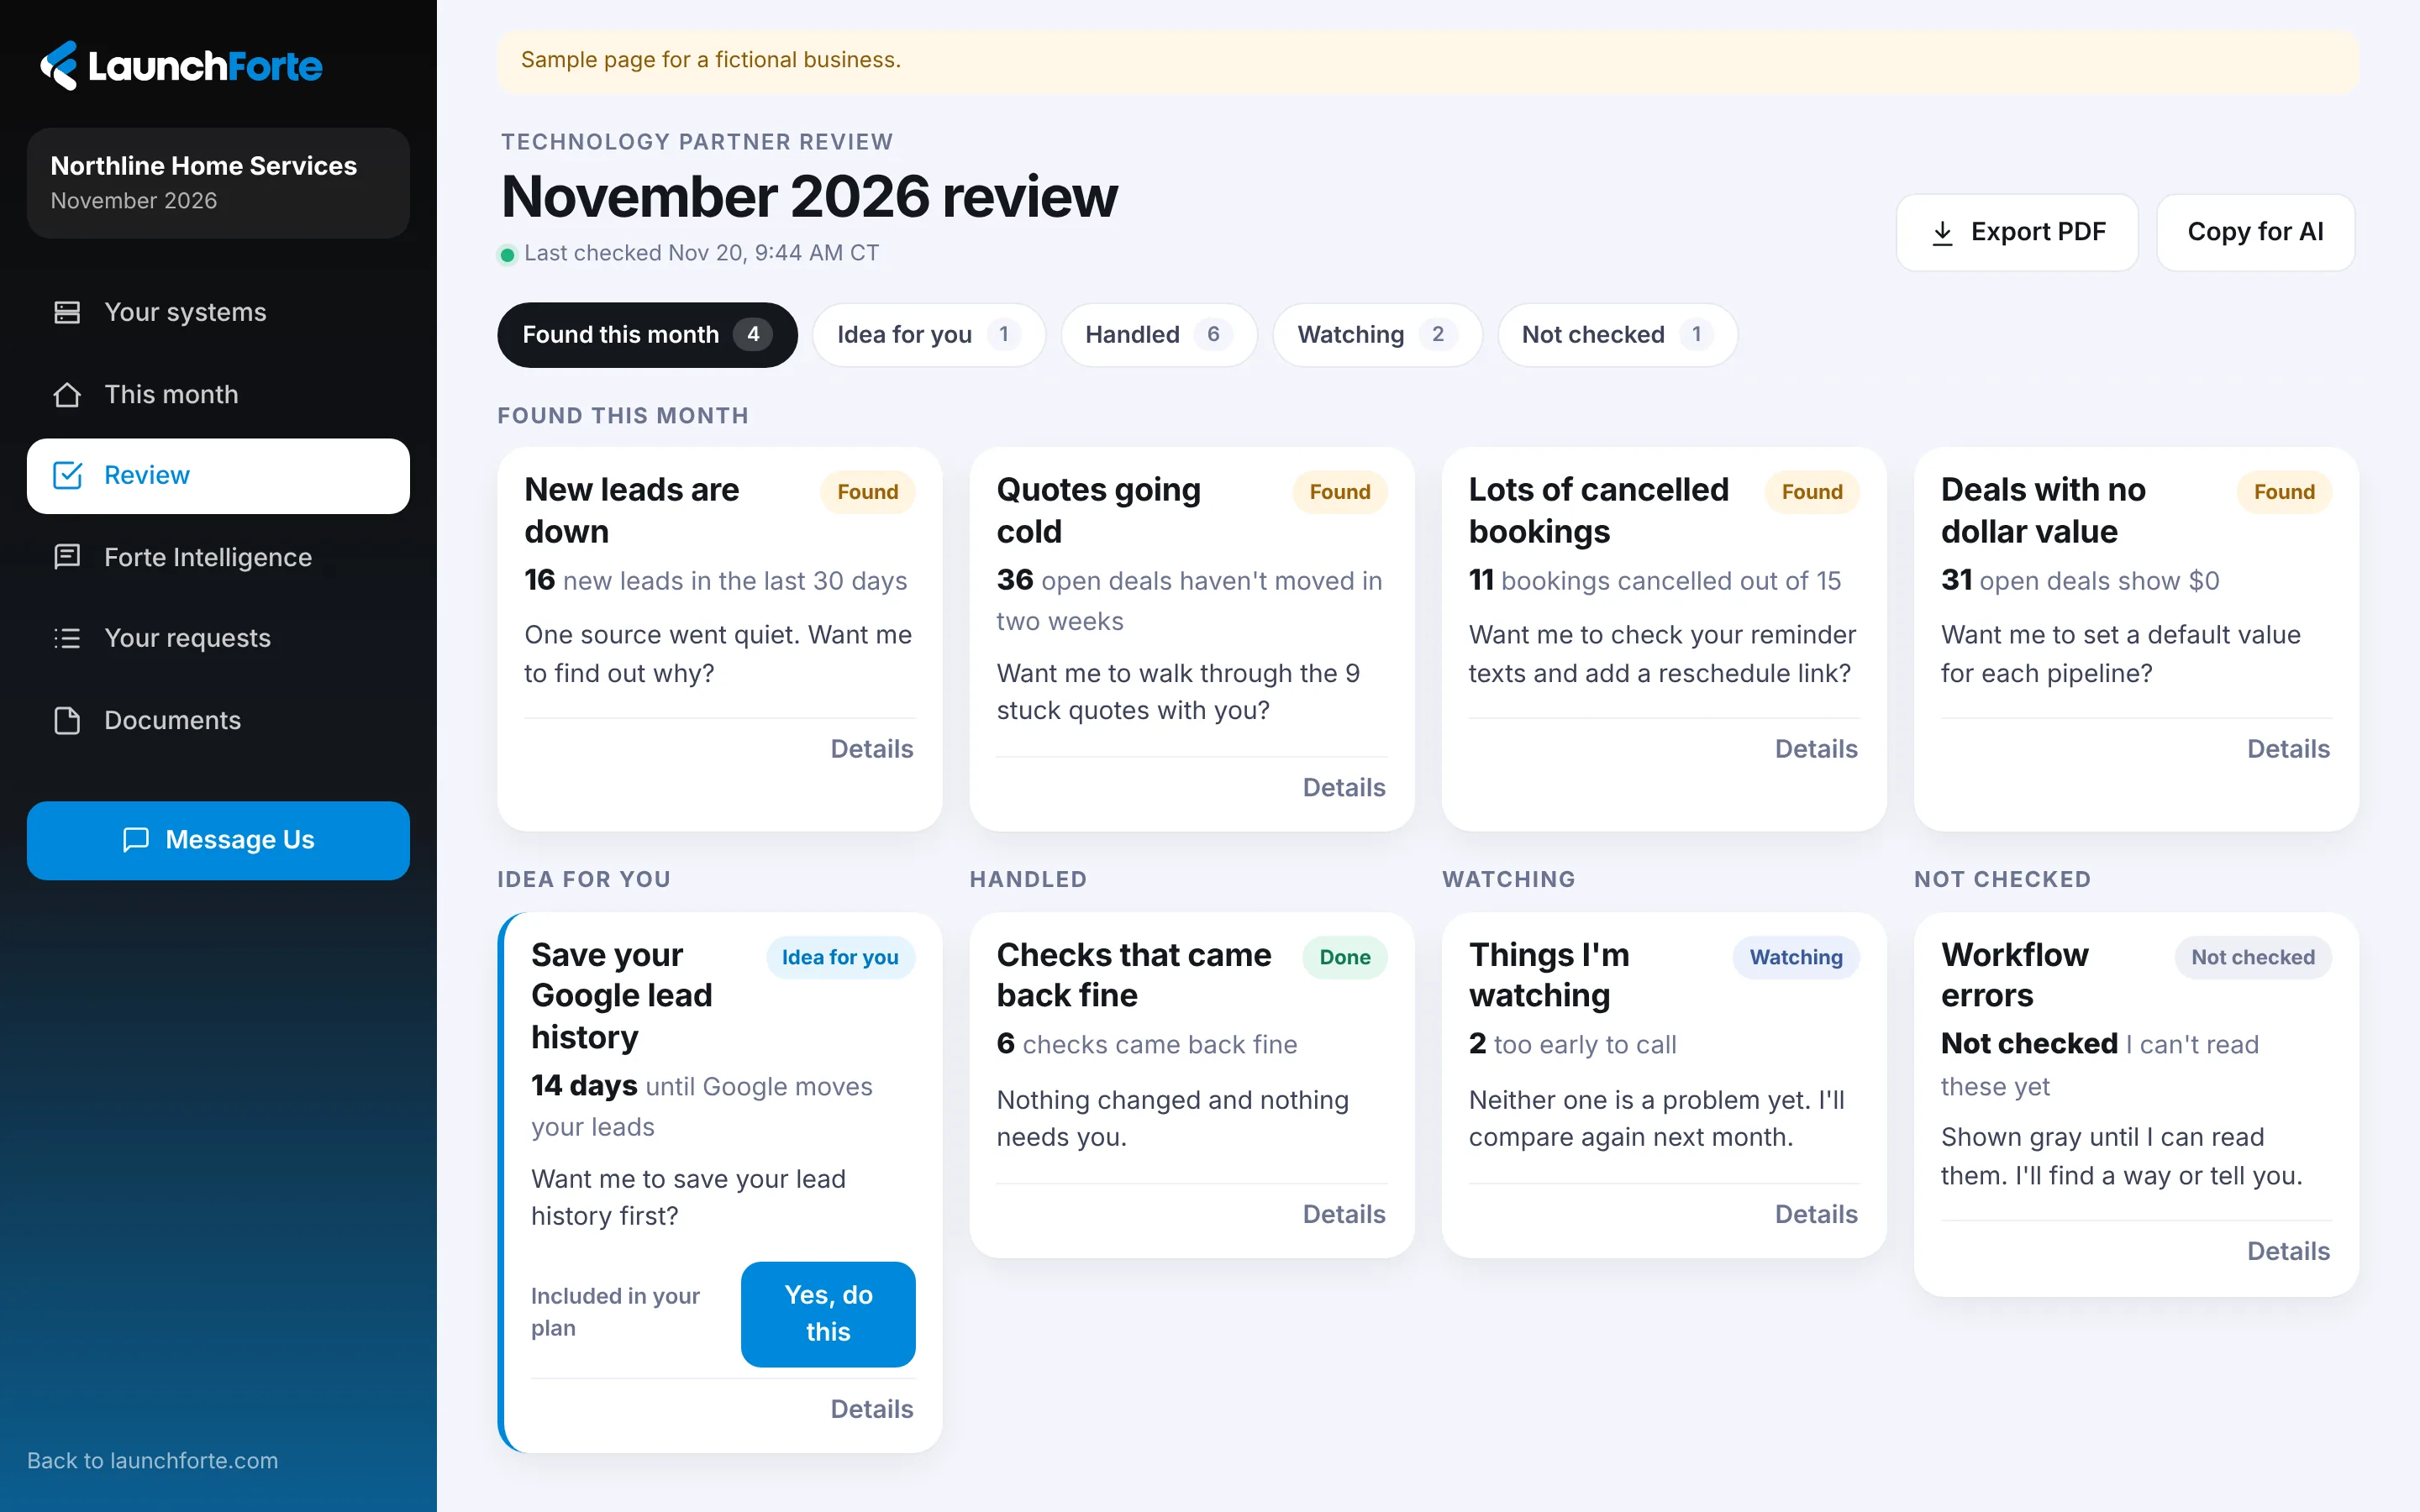 LaunchForte
Northline Home Services
November 2026
Your systems
This month
Review
Forte Intelligence
Your requests
Documents
Message Us
Back to launchforte.com
Sample page for a fictional business.
TECHNOLOGY PARTNER REVIEW
November 2026 review
Last checked Nov 20, 9:44 AM CT
Export PDF
Copy for AI
Found this month 4
Idea for you 1
Handled 6
Watching 2
Not checked 1
FOUND THIS MONTH
New leads are
down
Found
16 new leads in the last 30 days
One source went quiet. Want me
to find out why?
Details
Quotes going
cold
Found
36 open deals haven't moved in
two weeks
Want me to walk through the 9
stuck quotes with you?
Details
Lots of cancelled
bookings
Found
11 bookings cancelled out of 15
Want me to check your reminder
texts and add a reschedule link?
Details
Deals with no
dollar value
Found
31 open deals show $0
Want me to set a default value
for each pipeline?
Details
IDEA FOR YOU
Save your
Google lead
history
Idea for you
14 days until Google moves
your leads
Want me to save your lead
history first?
Included in your
plan
Yes, do
this
Details
HANDLED
Checks that came
back fine
Done
6 checks came back fine
Nothing changed and nothing
needs you.
Details
WATCHING
Things I'm
watching
Watching
2 too early to call
Neither one is a problem yet. I'll
compare again next month.
Details
NOT CHECKED
Workflow
errors
Not checked
Not checked I can't read
these yet
Shown gray until I can read
them. I'll find a way or tell you.
Details